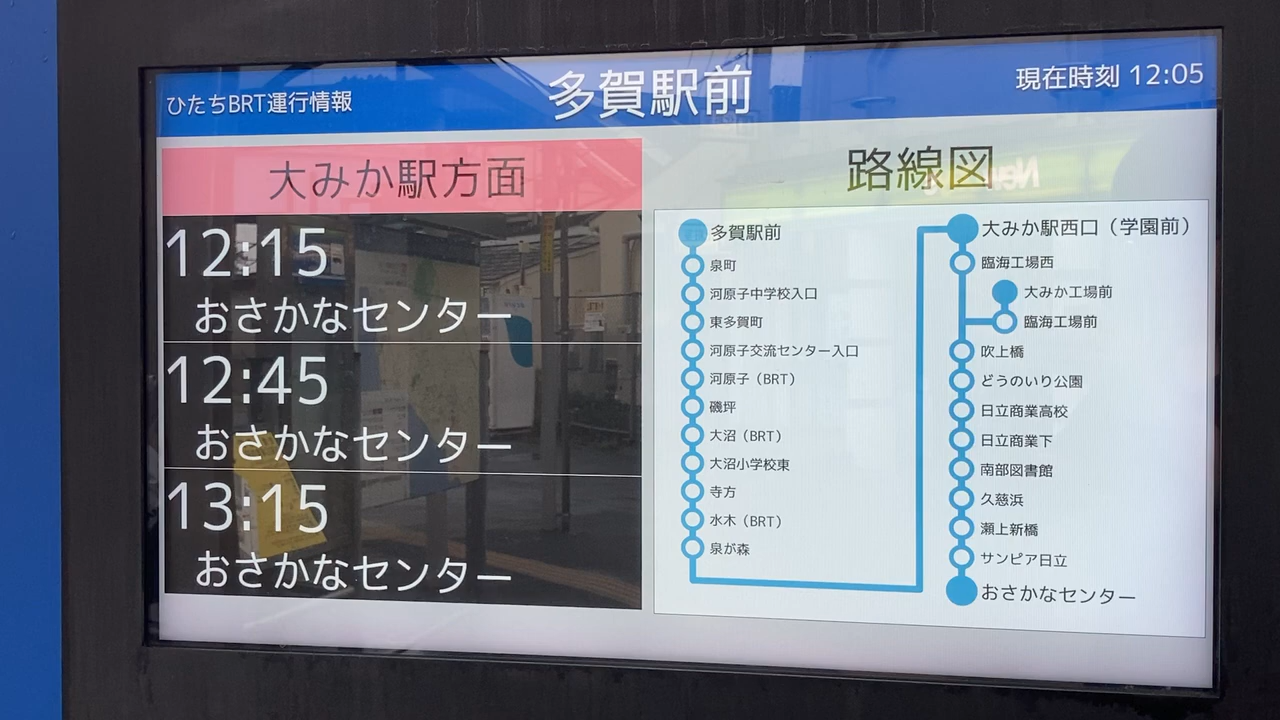 ひたちBRT運行情報
多賀駅前
現在時刻 12:05
大みか駅方面
12:15
おさかなセンター
12:45
おさかなセンター
13:15
おさかなセンター
路線図
多賀駅前
泉町
河原子中学校入口
東多賀町
河原子交流センター入口
河原子（BRT）
磯坪
大沼（BRT）
大沼小学校東
寺方
水木（BRT）
泉が森
大みか駅西口（学園前）
臨海工場西
大みか工場前
臨海工場前
吹上橋
どうのいり公園
日立商業高校
日立商業下
南部図書館
久慈浜
瀬上新橋
サンピア日立
おさかなセンター